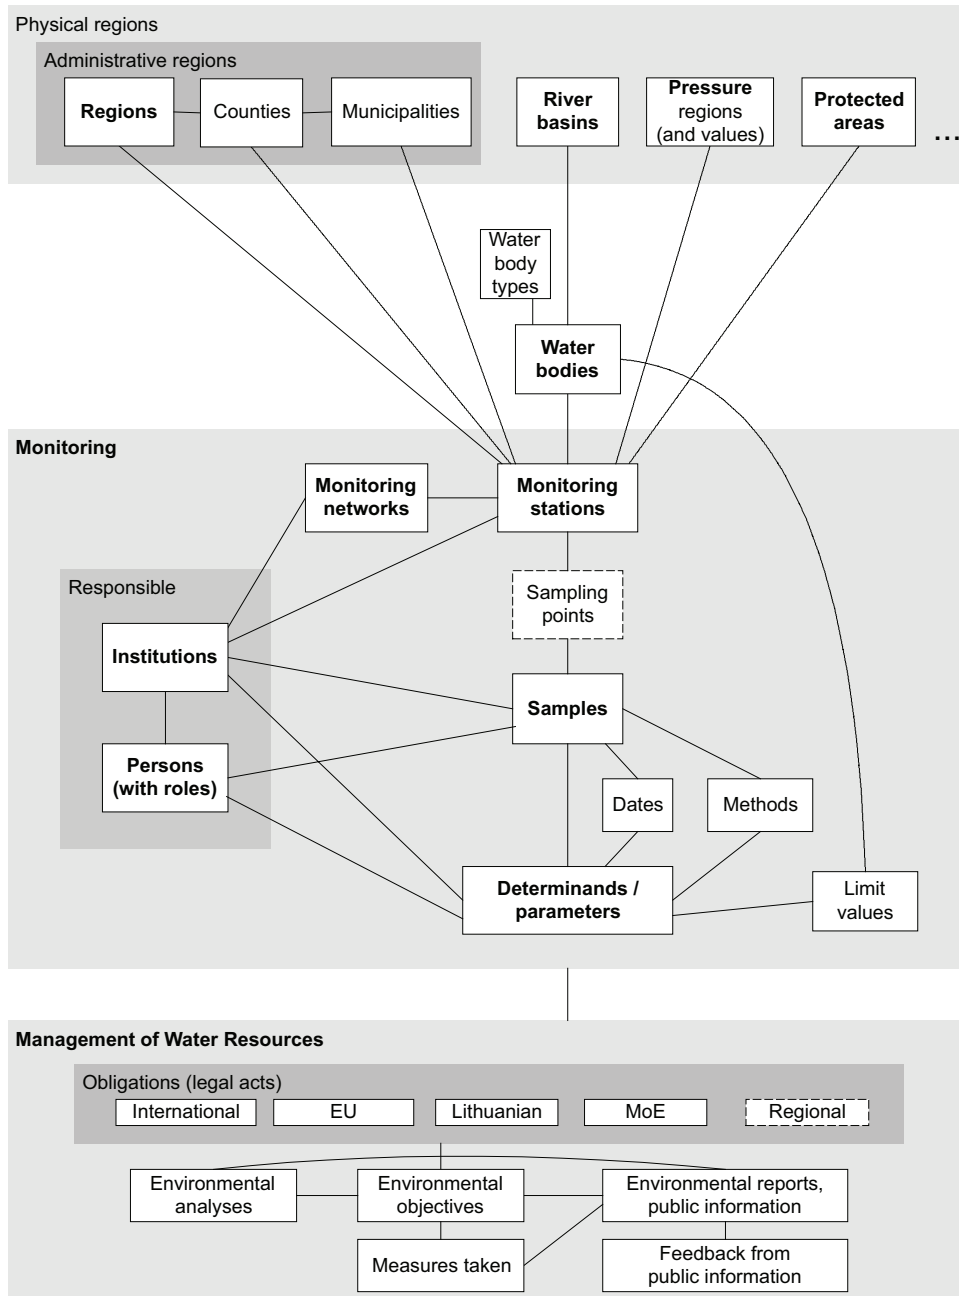 Physical regions
Administrative regions
Regions
Counties
Municipalities
River
basins
Pressure
regions
(and values)
Protected
areas
...
Water
body
types
Water
bodies
Monitoring
Monitoring
networks
Monitoring
stations
Responsible
Sampling
points
Institutions
Samples
Persons
(with roles)
Dates
Methods
Determinands /
parameters
Limit
values
Management of Water Resources
Obligations (legal acts)
International
EU
Lithuanian
MoE
Regional
Environmental
analyses
Environmental
objectives
Environmental reports,
public information
Measures taken
Feedback from
public information